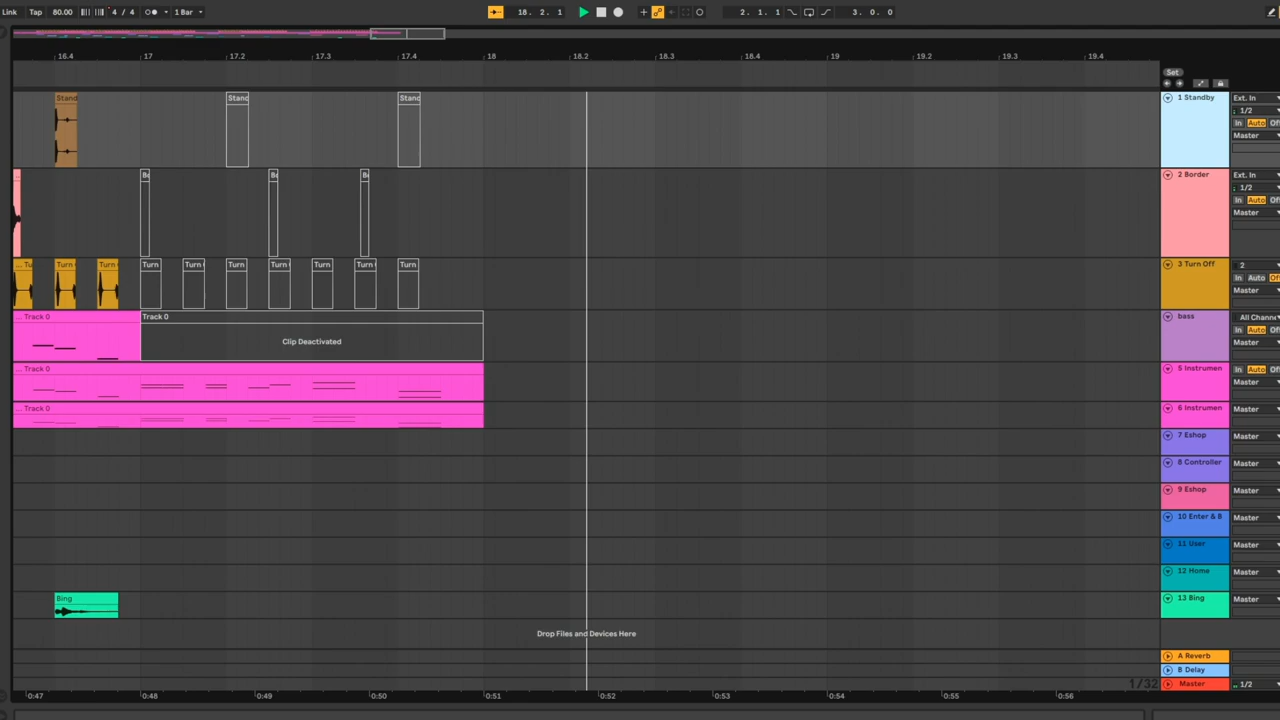 Link Tap 80.00 4 / 4 1 Bar 18. 2. 1 2. 1. 1 3. 0. 0
16.4 17 17.2 17.3 17.4 18 18.2 18.3 18.4 19 19.2 19.3 19.4
Set
Stand Stand Stand 1 Standby Ext. In
1/2
In Auto Off
Master
2 Border Ext. In
1/2
In Auto Off
Master
... Tu Turn Turn Turn Turn Turn Turn Turn Turn Turn 3 Turn Off 2
In Auto Off
Master
... Track 0 Track 0 bass All Channe
In Auto Off
Clip Deactivated Master
... Track 0 5 Instrumen In Auto Off
Master
... Track 0 6 Instrumen Master
7 Eshop Master
8 Controller Master
9 Eshop Master
10 Enter & B Master
11 User Master
12 Home Master
Bing 13 Bing Master
Drop Files and Devices Here
A Reverb
B Delay
1/32 Master 1/2
0:47 0:48 0:49 0:50 0:51 0:52 0:53 0:54 0:55 0:56